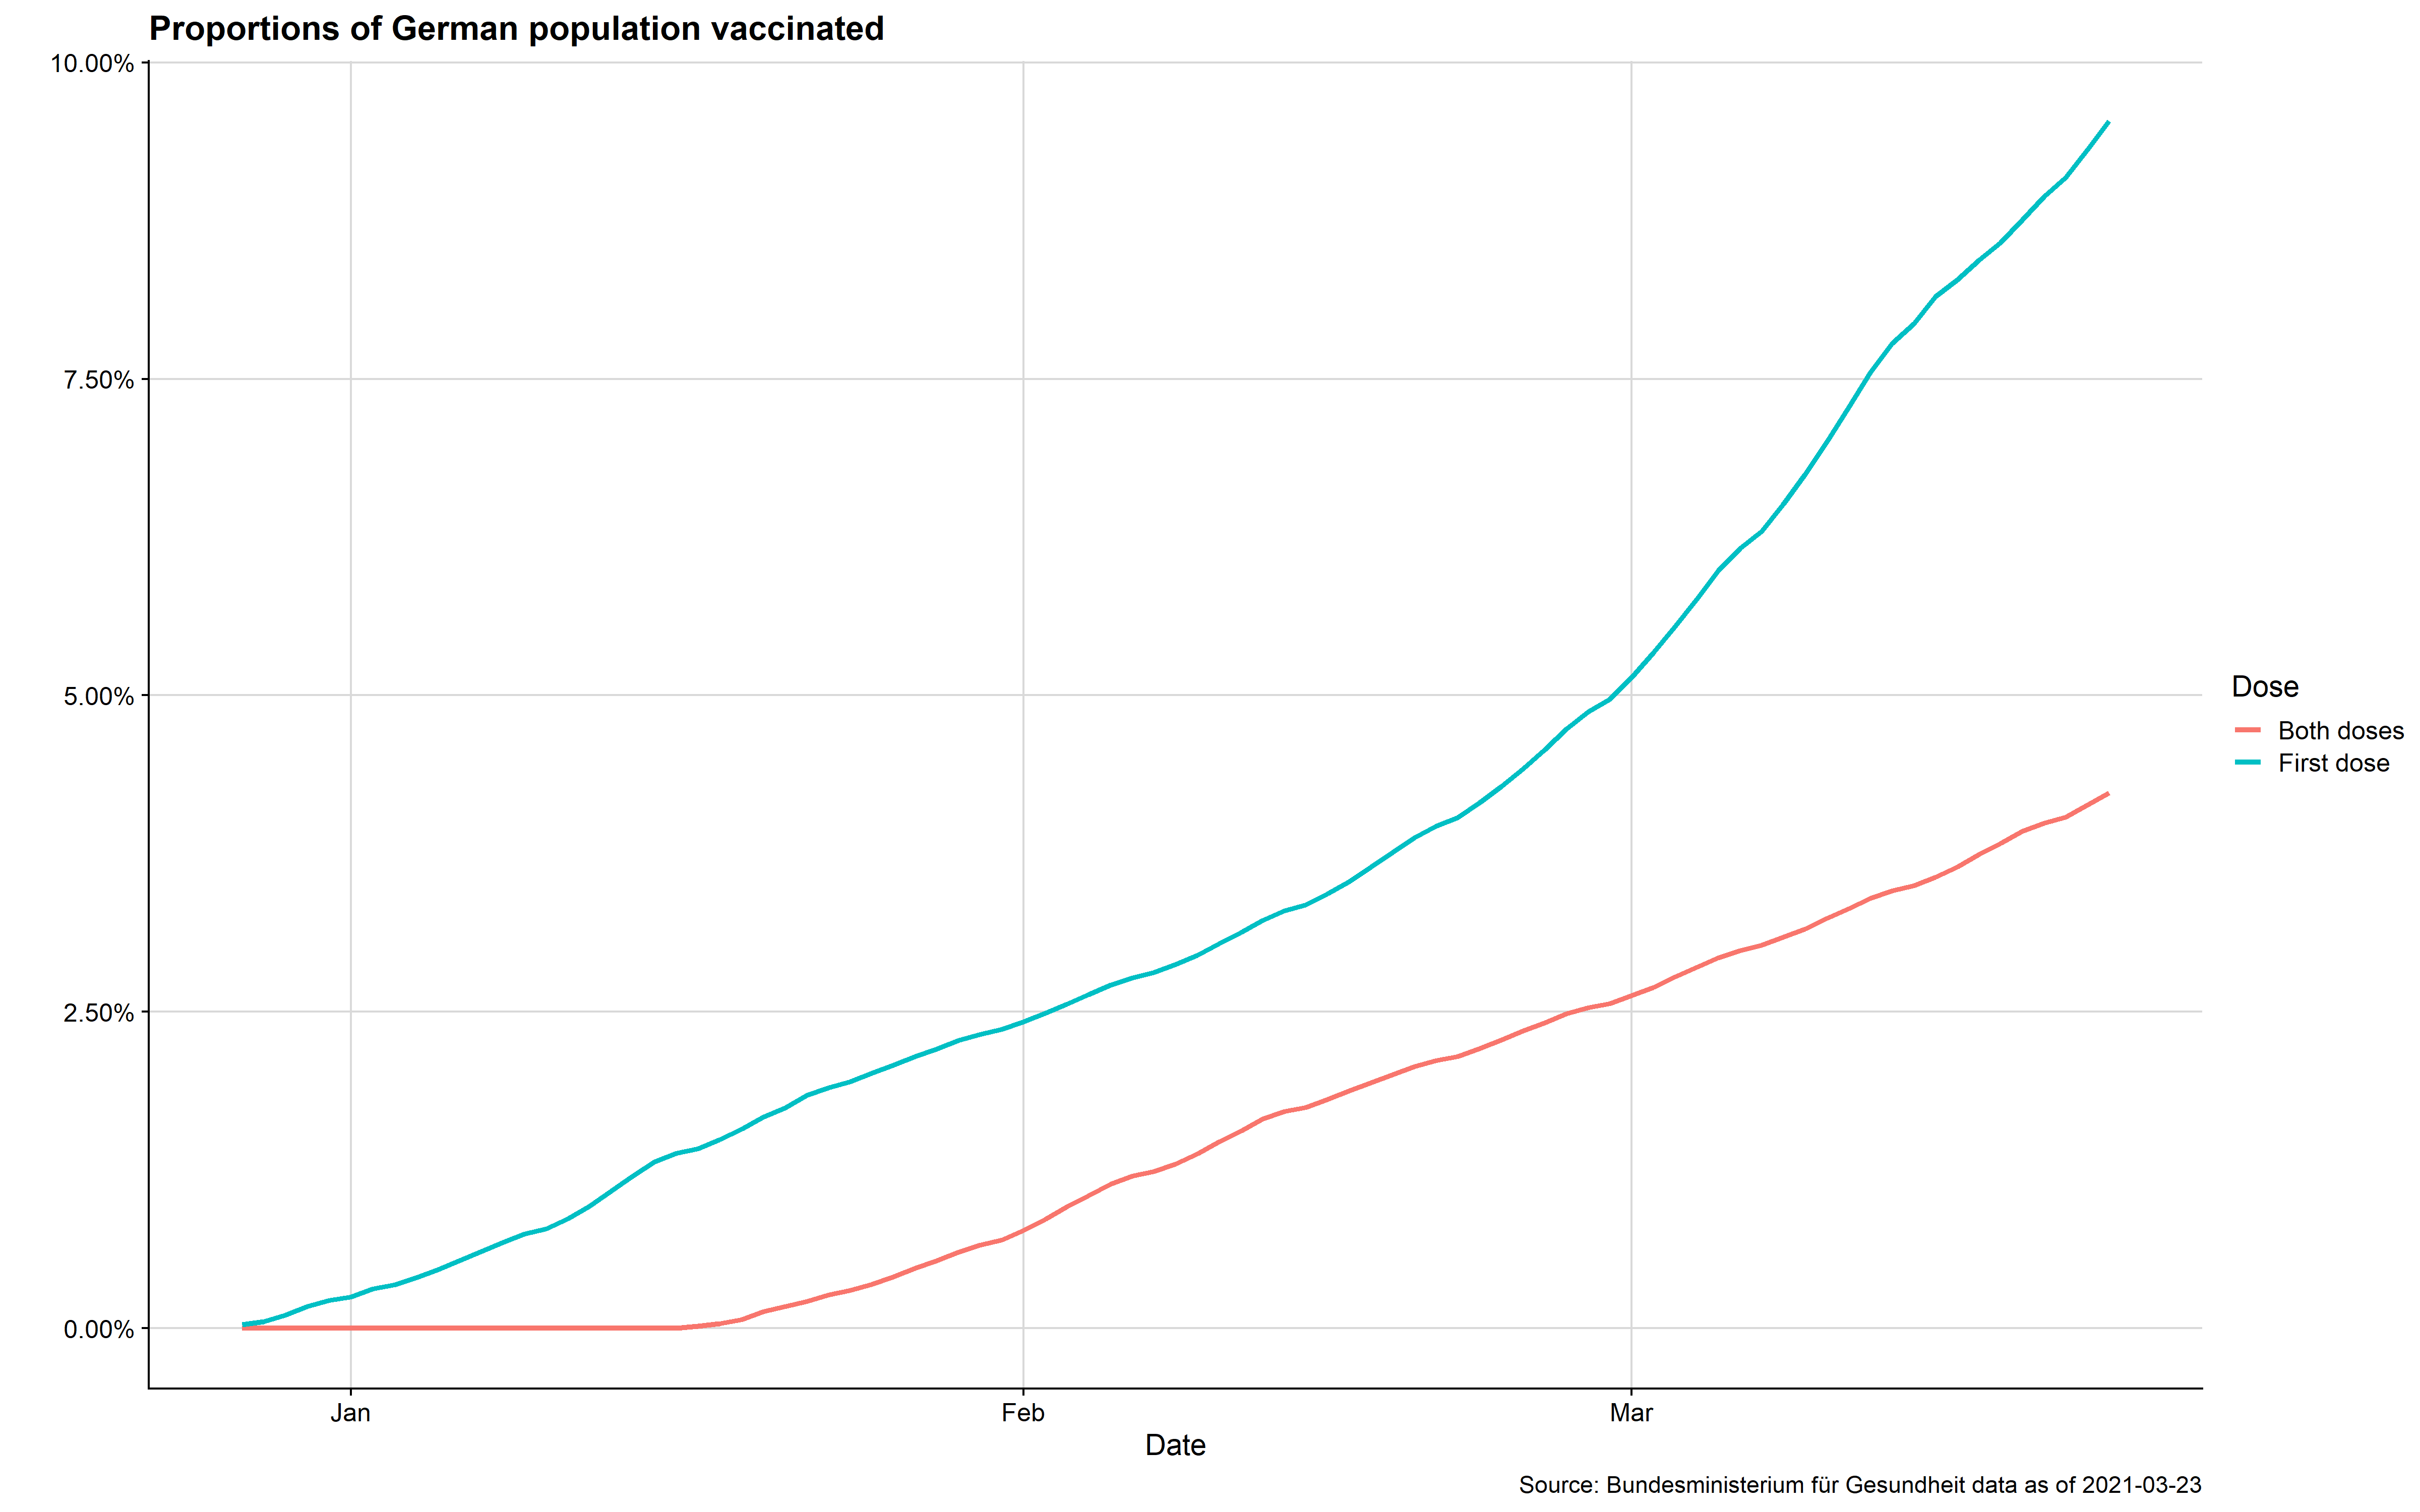 Proportions of German population vaccinated
10.00%
7.50%
5.00%
2.50%
0.00%
Jan
Feb
Mar
Date
Dose
Both doses
First dose
Source: Bundesministerium für Gesundheit data as of 2021-03-23